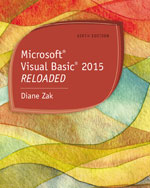 SIXTH EDITION
Microsoft®
Visual Basic® 2015
RELOADED
Diane Zak